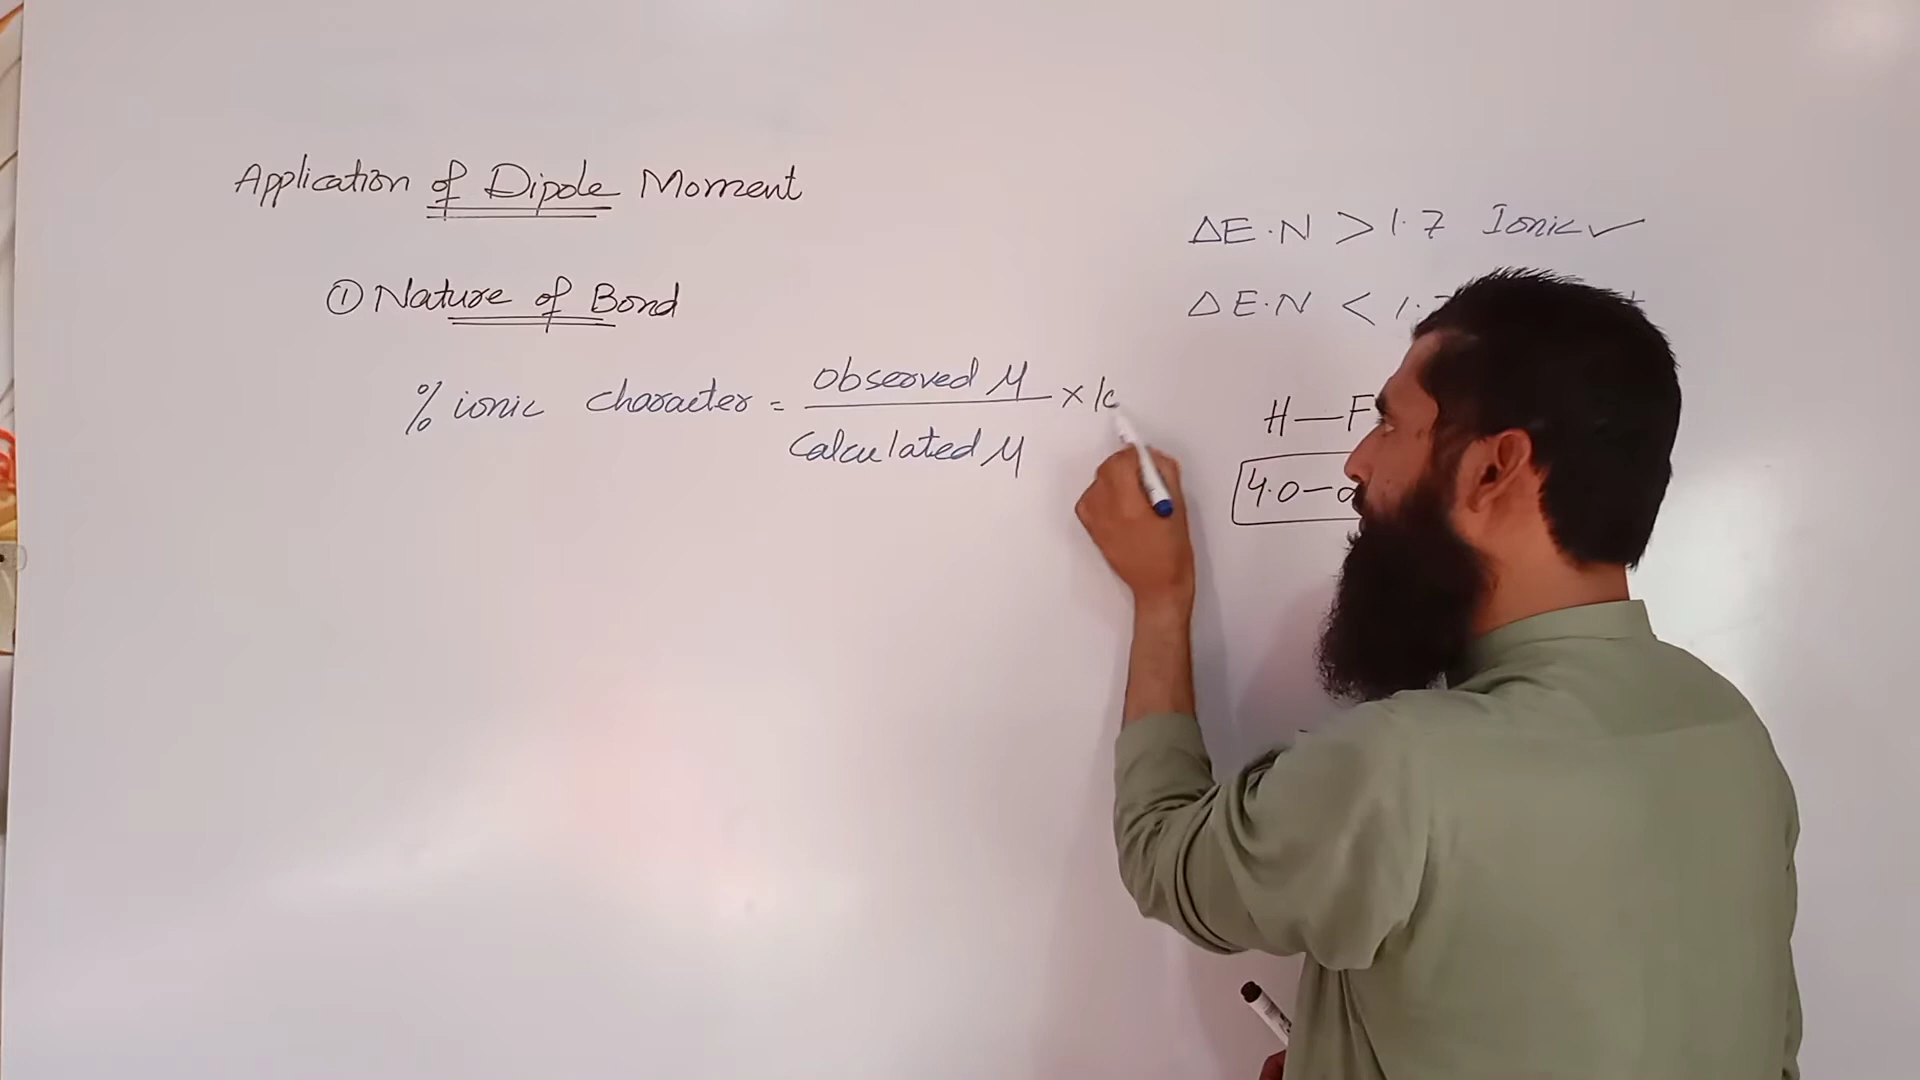 Application of Dipole Moment
① Nature of Bond
% ionic character = observed μ / Calculated μ × 1
ΔE.N > 1.7 Ionic ✓
ΔE.N < 1.
H—F
4.0—